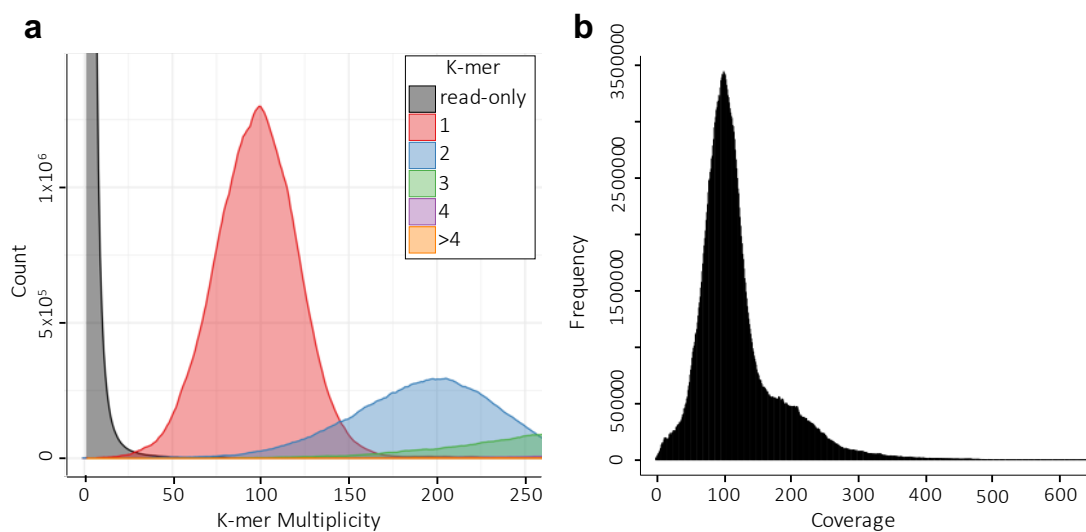 a
K-mer
read-only
1
2
3
4
>4
Count
1x10⁶
5x10⁵
0
0 50 100 150 200 250
K-mer Multiplicity
b
Frequency
3500000
2500000
1500000
500000
0
0 100 200 300 400 500 600
Coverage